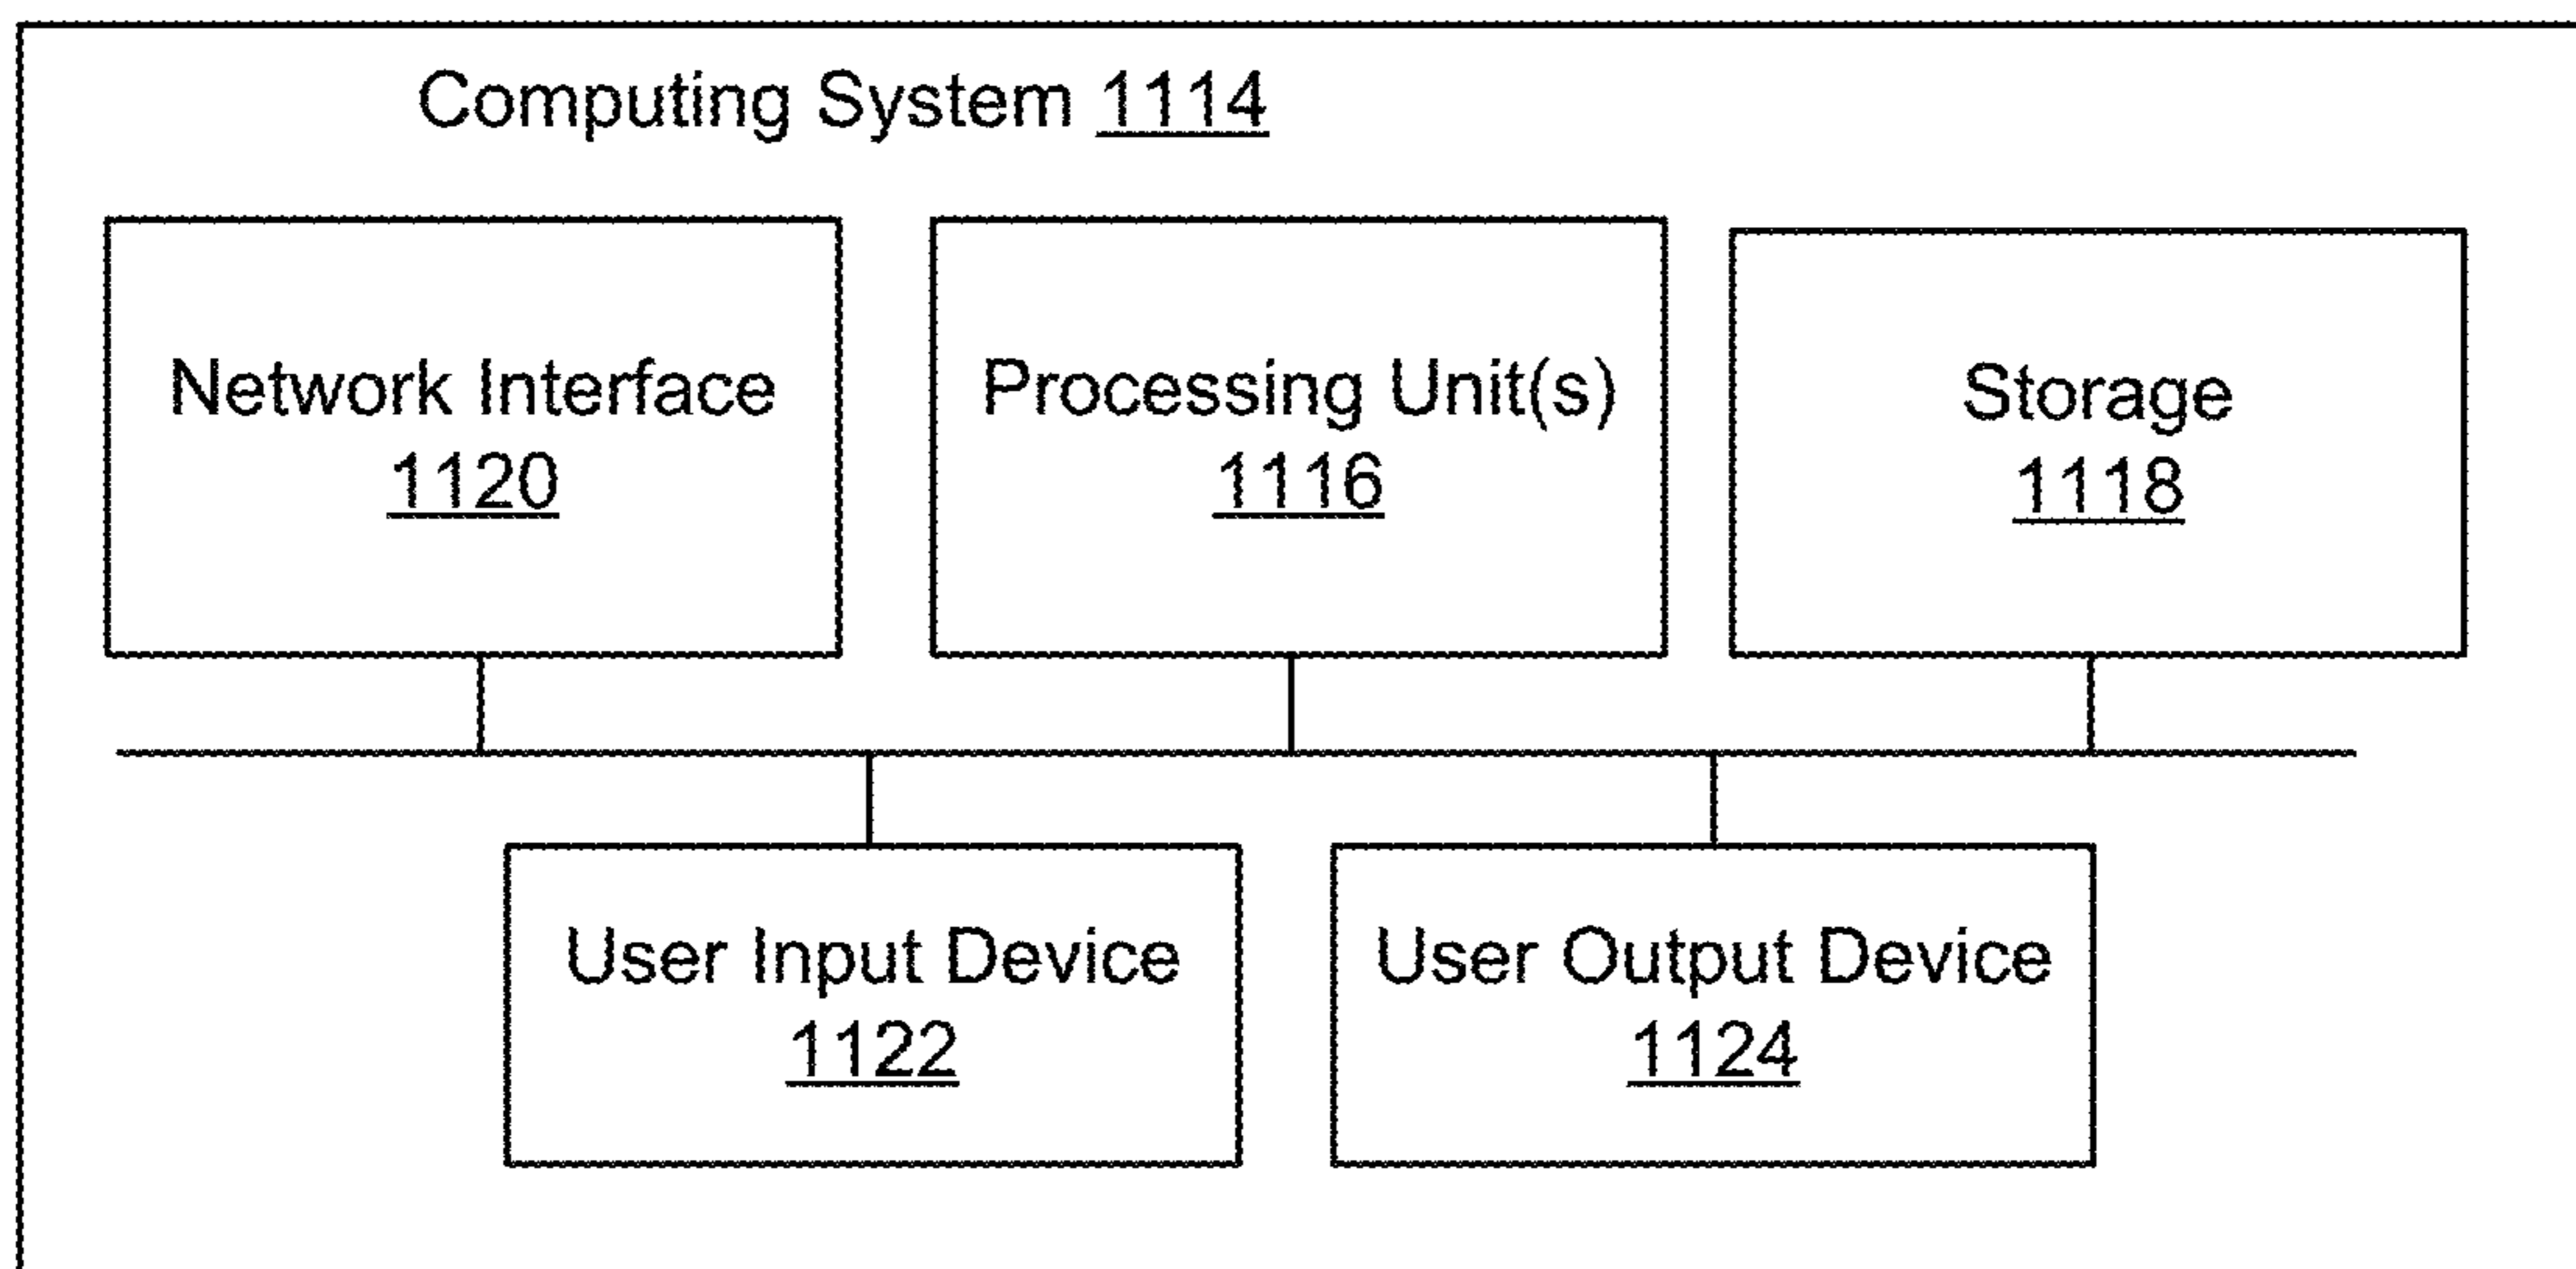 Computing System 1114
Network Interface
1120
Processing Unit(s)
1116
Storage
1118
User Input Device
1122
User Output Device
1124